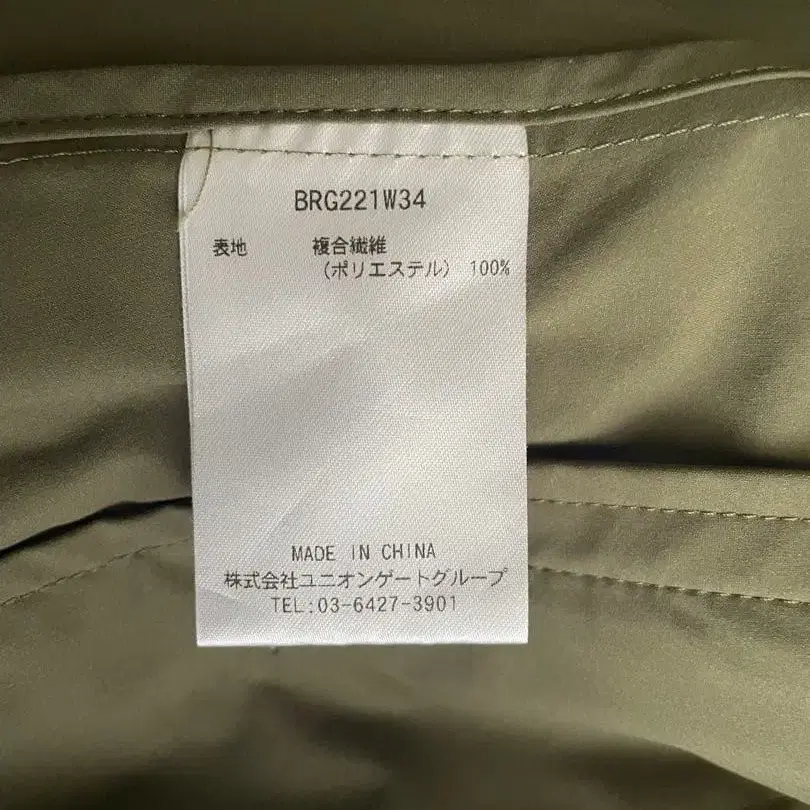 BRG221W34
表地 複合繊維
（ポリエステル） 100%
MADE IN CHINA
株式会社ユニオンゲートグループ
TEL:03-6427-3901